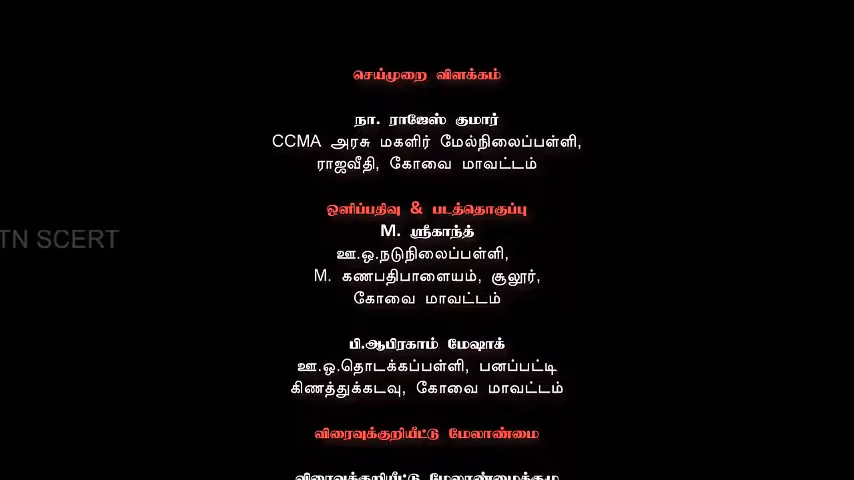 செய்முறை விளக்கம்
நா. ராஜேஸ் குமார்
CCMA அரசு மகளிர் மேல்நிலைப்பள்ளி,
ராஜவீதி, கோவை மாவட்டம்
ஒளிப்பதிவு & படத்தொகுப்பு
TN SCERT
M. ஸ்ரீகாந்த்
ஊ.ஒ.நடுநிலைப்பள்ளி,
M. கணபதிபாளையம், சூலூர்,
கோவை மாவட்டம்
பி.ஆபிரகாம் மேஷாக்
ஊ.ஒ.தொடக்கப்பள்ளி, பனப்பட்டி
கிணத்துக்கடவு, கோவை மாவட்டம்
விரைவுக்குறியீட்டு மேலாண்மை
விரைவுக்குறியீட்டு மேலாண்மைக்குழு